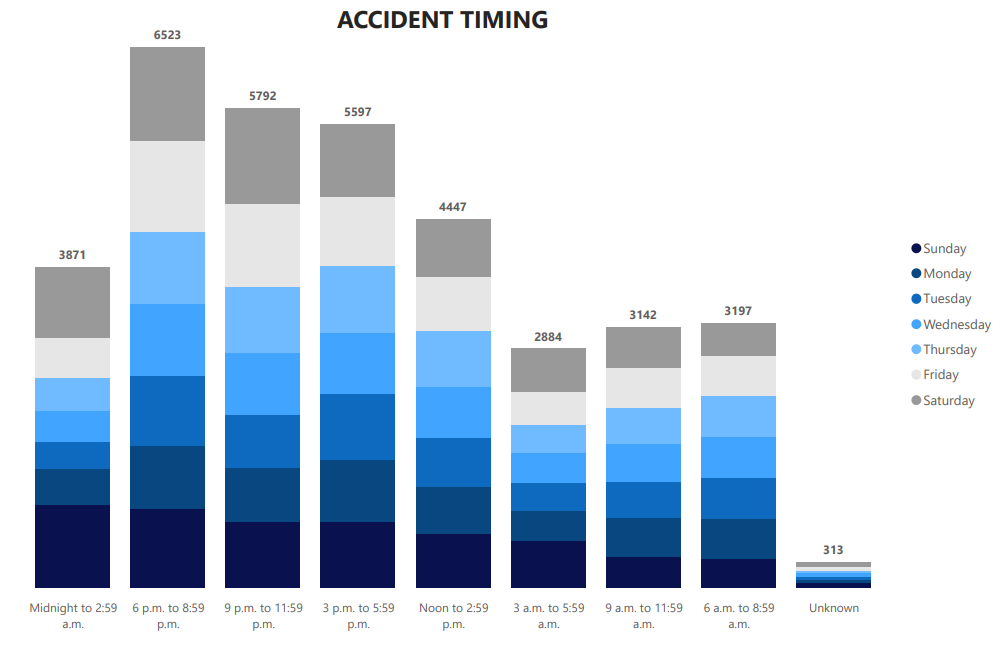 ACCIDENT TIMING
6523
5792
5597
4447
3871
3197
3142
2884
313
Sunday
Monday
Tuesday
Wednesday
Thursday
Friday
Saturday
Midnight to 2:59
a.m.
6 p.m. to 8:59
p.m.
9 p.m. to 11:59
p.m.
3 p.m. to 5:59
p.m.
Noon to 2:59
p.m.
3 a.m. to 5:59
a.m.
9 a.m. to 11:59
a.m.
6 a.m. to 8:59
a.m.
Unknown